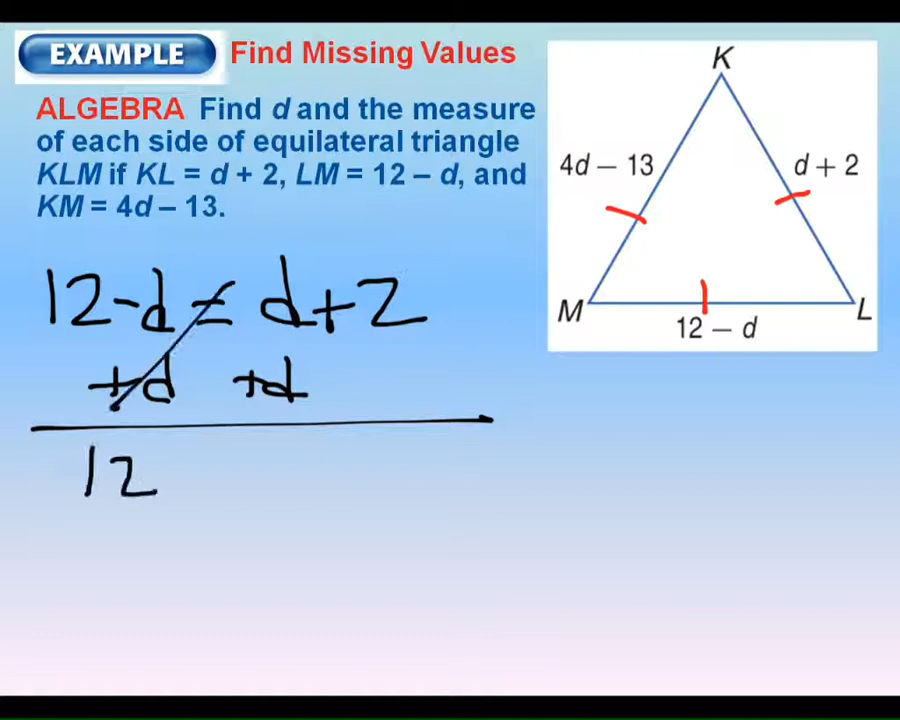 EXAMPLE Find Missing Values
ALGEBRA Find d and the measure
of each side of equilateral triangle
KLM if KL = d + 2, LM = 12 – d, and
KM = 4d – 13.
K
4d – 13
d + 2
M
L
12 – d
12-d = d+2
+d +d
12